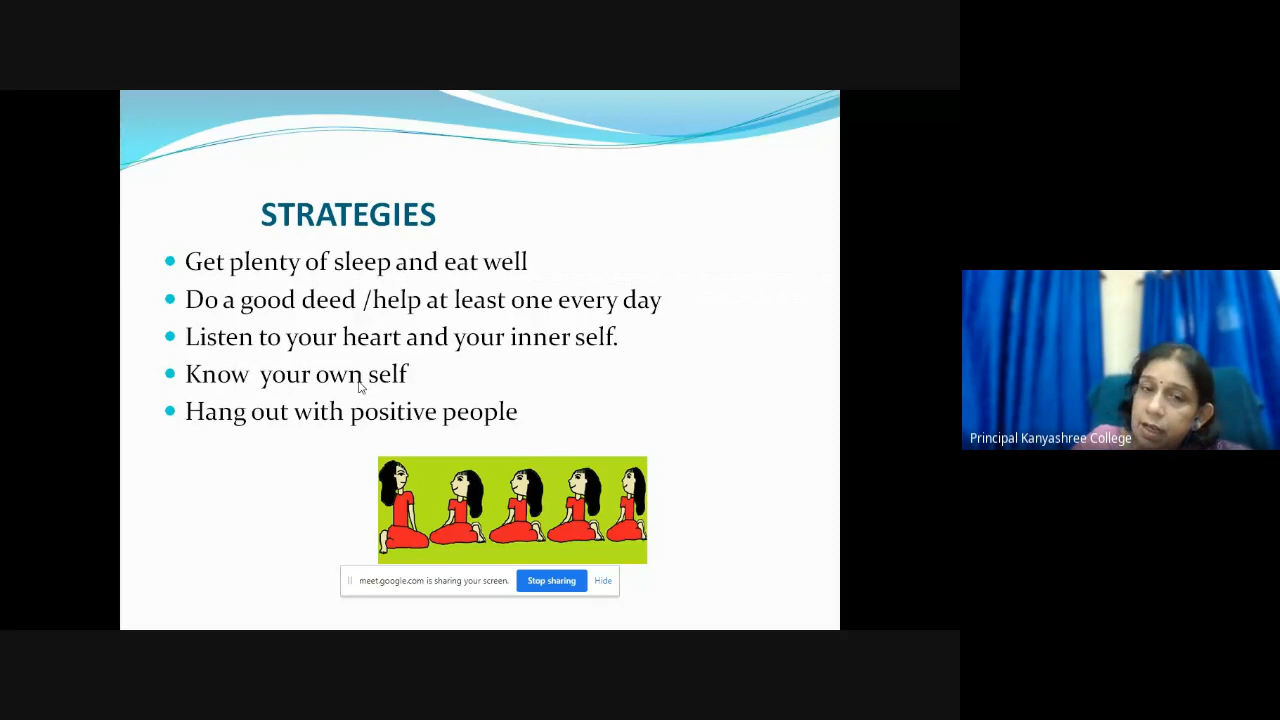 STRATEGIES
Get plenty of sleep and eat well
Do a good deed /help at least one every day
Listen to your heart and your inner self.
Know your own self
Hang out with positive people
Principal Kanyashree College
meet.google.com is sharing your screen.
Stop sharing
Hide